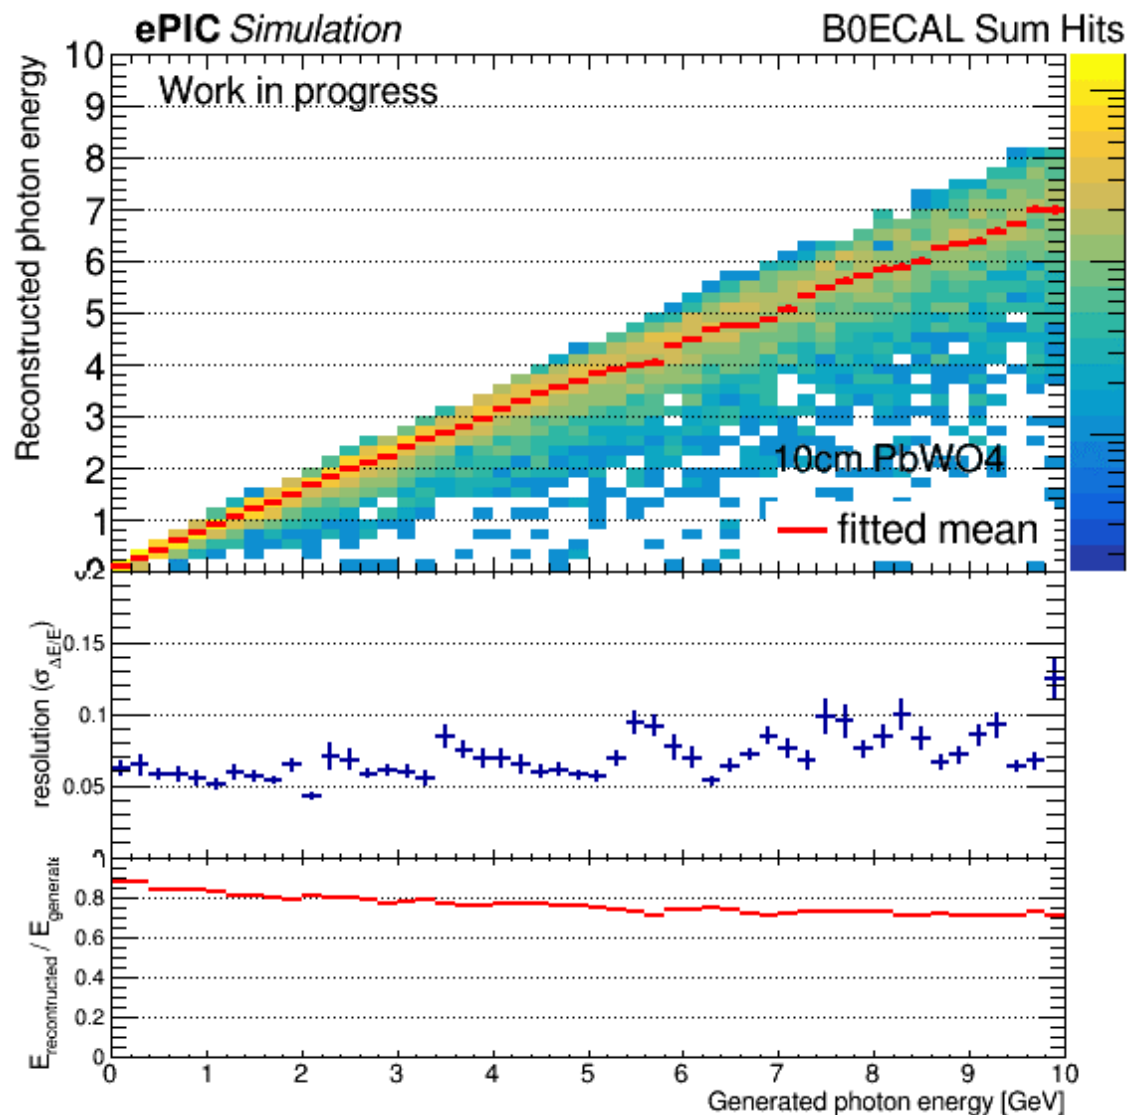 ePIC Simulation B0ECAL Sum Hits
Work in progress
Reconstructed photon energy
10
9
8
7
6
5
4
3
2
1
10cm PbWO4
fitted mean
resolution (σΔE/E)
0.15
0.1
0.05
Erecontructed / Egenerate
0.8
0.6
0.4
0.2
0
0 1 2 3 4 5 6 7 8 9 10
Generated photon energy [GeV]